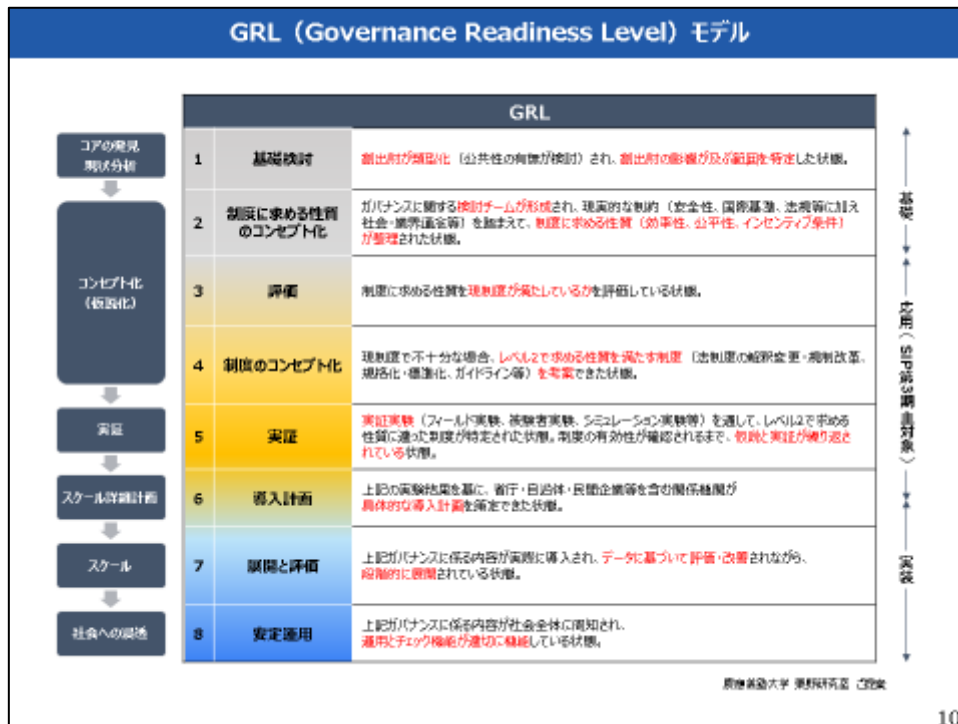 GRL（Governance Readiness Level）モデル
GRL
コアの発見
現状分析
コンセプト化
（仮説化）
実証
スケール詳細計画
スケール
社会への浸透
1 基礎検討 創出財が類型化（公共性の有無が検討）され、創出財の影響が及ぶ範囲を特定した状態。
2 制度に求める性質
のコンセプト化
ガバナンスに関する検討チームが形成され、現実的な制約（安全性、国際基準、法規等に加え
社会・業界通念等）を踏まえて、制度に求める性質（効率性、公平性、インセンティブ条件）
が整理された状態。
3 評価 制度に求める性質を現制度が満たしているかを評価している状態。
4 制度のコンセプト化
現制度で不十分な場合、レベル2で求める性質を満たす制度（法制度の解釈変更・規制改革、
規格化・標準化、ガイドライン等）を考案できた状態。
5 実証
実証実験（フィールド実験、被験者実験、シミュレーション実験等）を通して、レベル2で求める
性質に適った制度が特定された状態。制度の有効性が確認されるまで、仮説と実証が繰り返さ
れている状態。
6 導入計画
上記の実験結果を基に、省庁・自治体・民間企業等を含む関係機関が
具体的な導入計画を策定できた状態。
7 展開と評価
上記ガバナンスに係る内容が実際に導入され、データに基づいて評価・改善されながら、
段階的に展開されている状態。
8 安定運用
上記ガバナンスに係る内容が社会全体に周知され、
運用とチェック機能が適切に機能している状態。
基礎
応用（SIP第3期主対象）
実装
慶應義塾大学 栗野研究室 ご提案
10